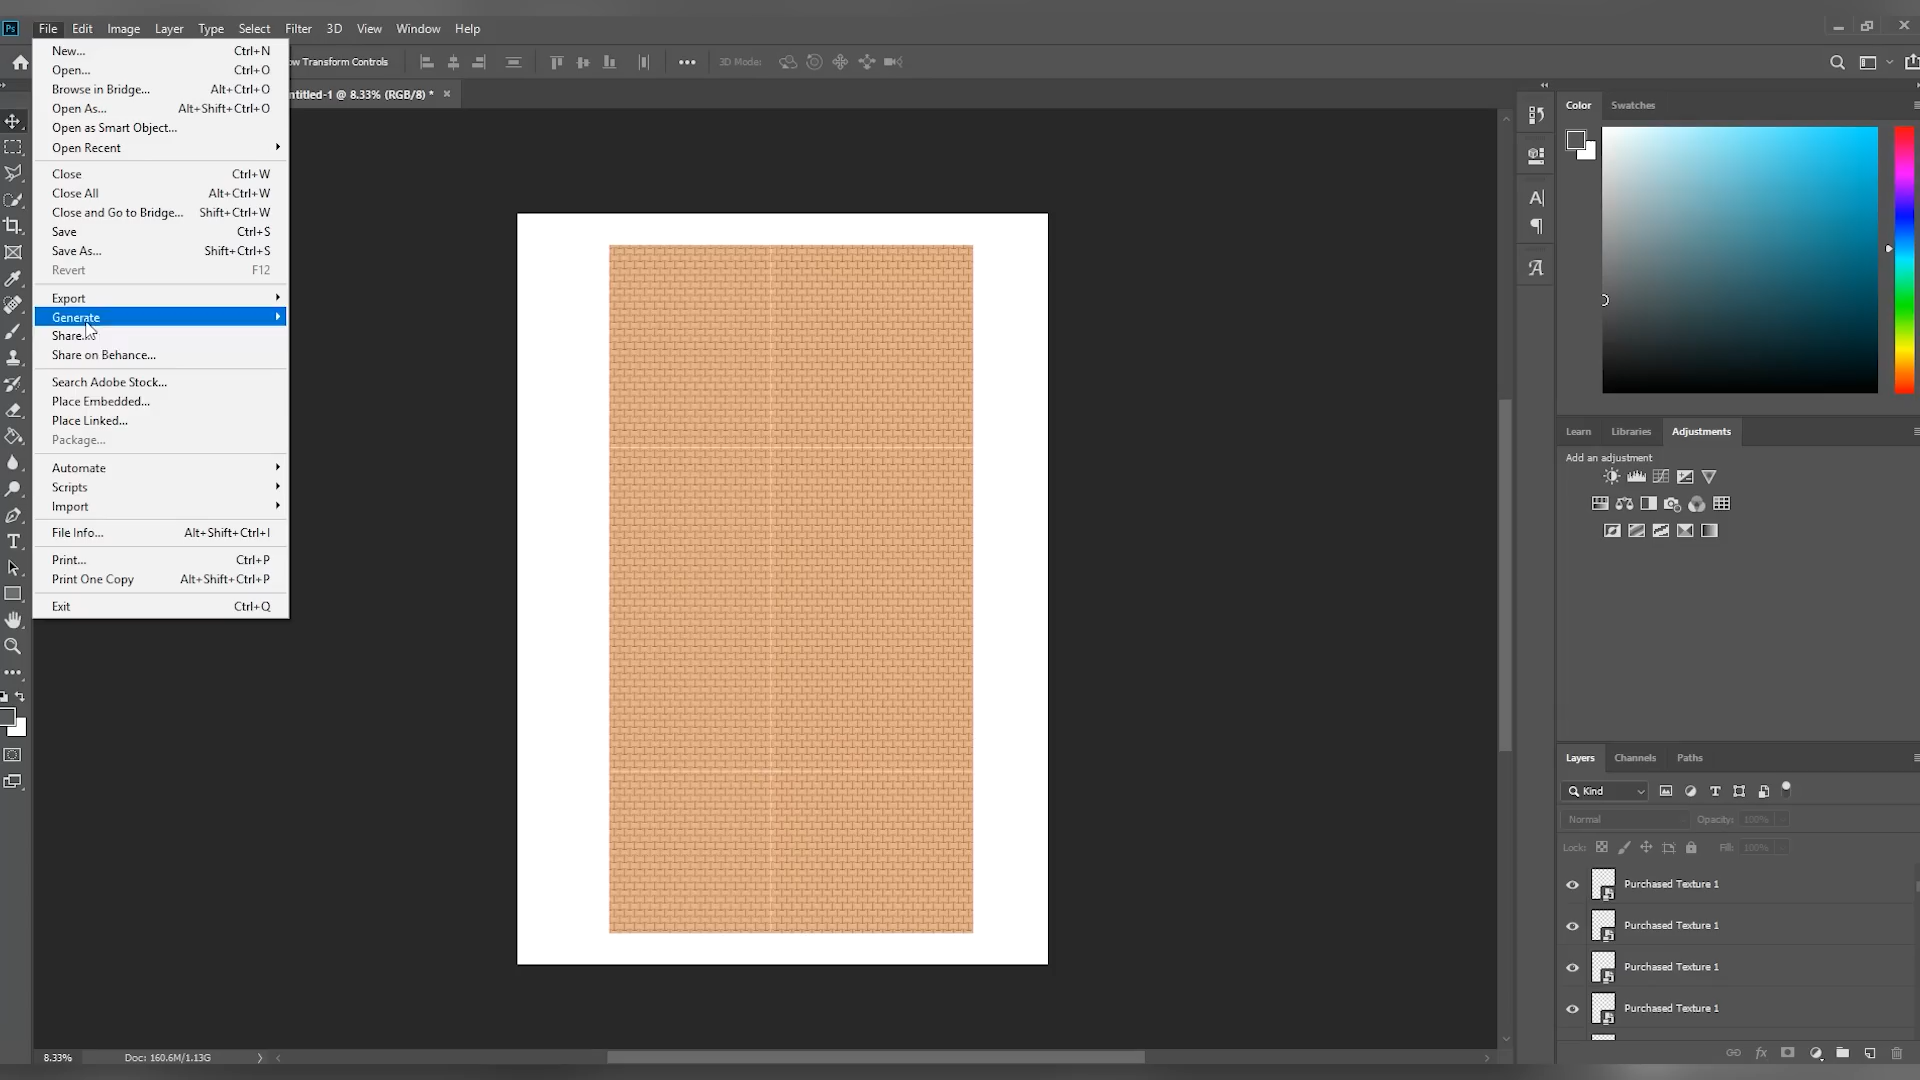 Ps File Edit Image Layer Type Select Filter 3D View Window Help
Transform Controls 3D Mode:
ntitled-1 @ 8.33% (RGB/8) * ×
New... Ctrl+N
Open... Ctrl+O
Browse in Bridge... Alt+Ctrl+O
Open As... Alt+Shift+Ctrl+O
Open as Smart Object...
Open Recent
Close Ctrl+W
Close All Alt+Ctrl+W
Close and Go to Bridge... Shift+Ctrl+W
Save Ctrl+S
Save As... Shift+Ctrl+S
Revert F12
Export
Generate
Share...
Share on Behance...
Search Adobe Stock...
Place Embedded...
Place Linked...
Package...
Automate
Scripts
Import
File Info... Alt+Shift+Ctrl+I
Print... Ctrl+P
Print One Copy Alt+Shift+Ctrl+P
Exit Ctrl+Q
Color Swatches
Learn Libraries Adjustments
Add an adjustment
Layers Channels Paths
Kind
Normal Opacity: 100%
Lock: Fill: 100%
Purchased Texture 1
Purchased Texture 1
Purchased Texture 1
Purchased Texture 1
8.33% Doc: 160.6M/1.13G